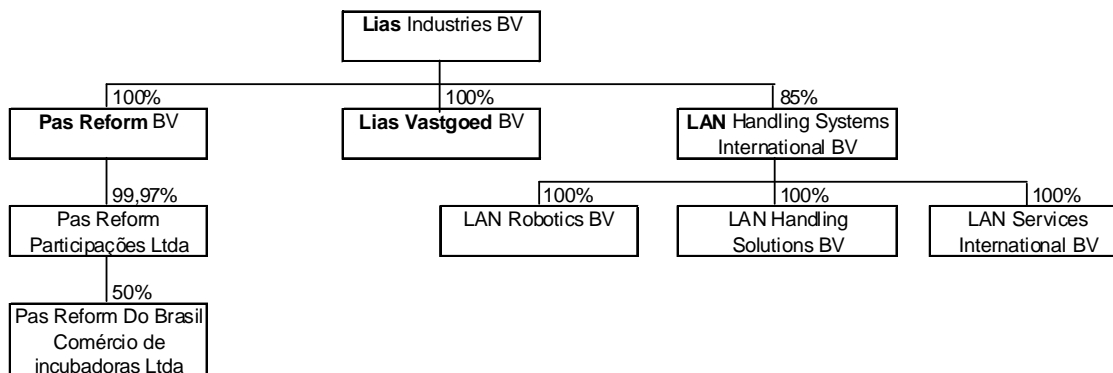 Lias Industries BV
100%
100%
85%
Pas Reform BV
Lias Vastgoed BV
LAN Handling Systems
International BV
99,97%
100%
100%
100%
Pas Reform
Participações Ltda
LAN Robotics BV
LAN Handling
Solutions BV
LAN Services
International BV
50%
Pas Reform Do Brasil
Comércio de
incubadoras Ltda